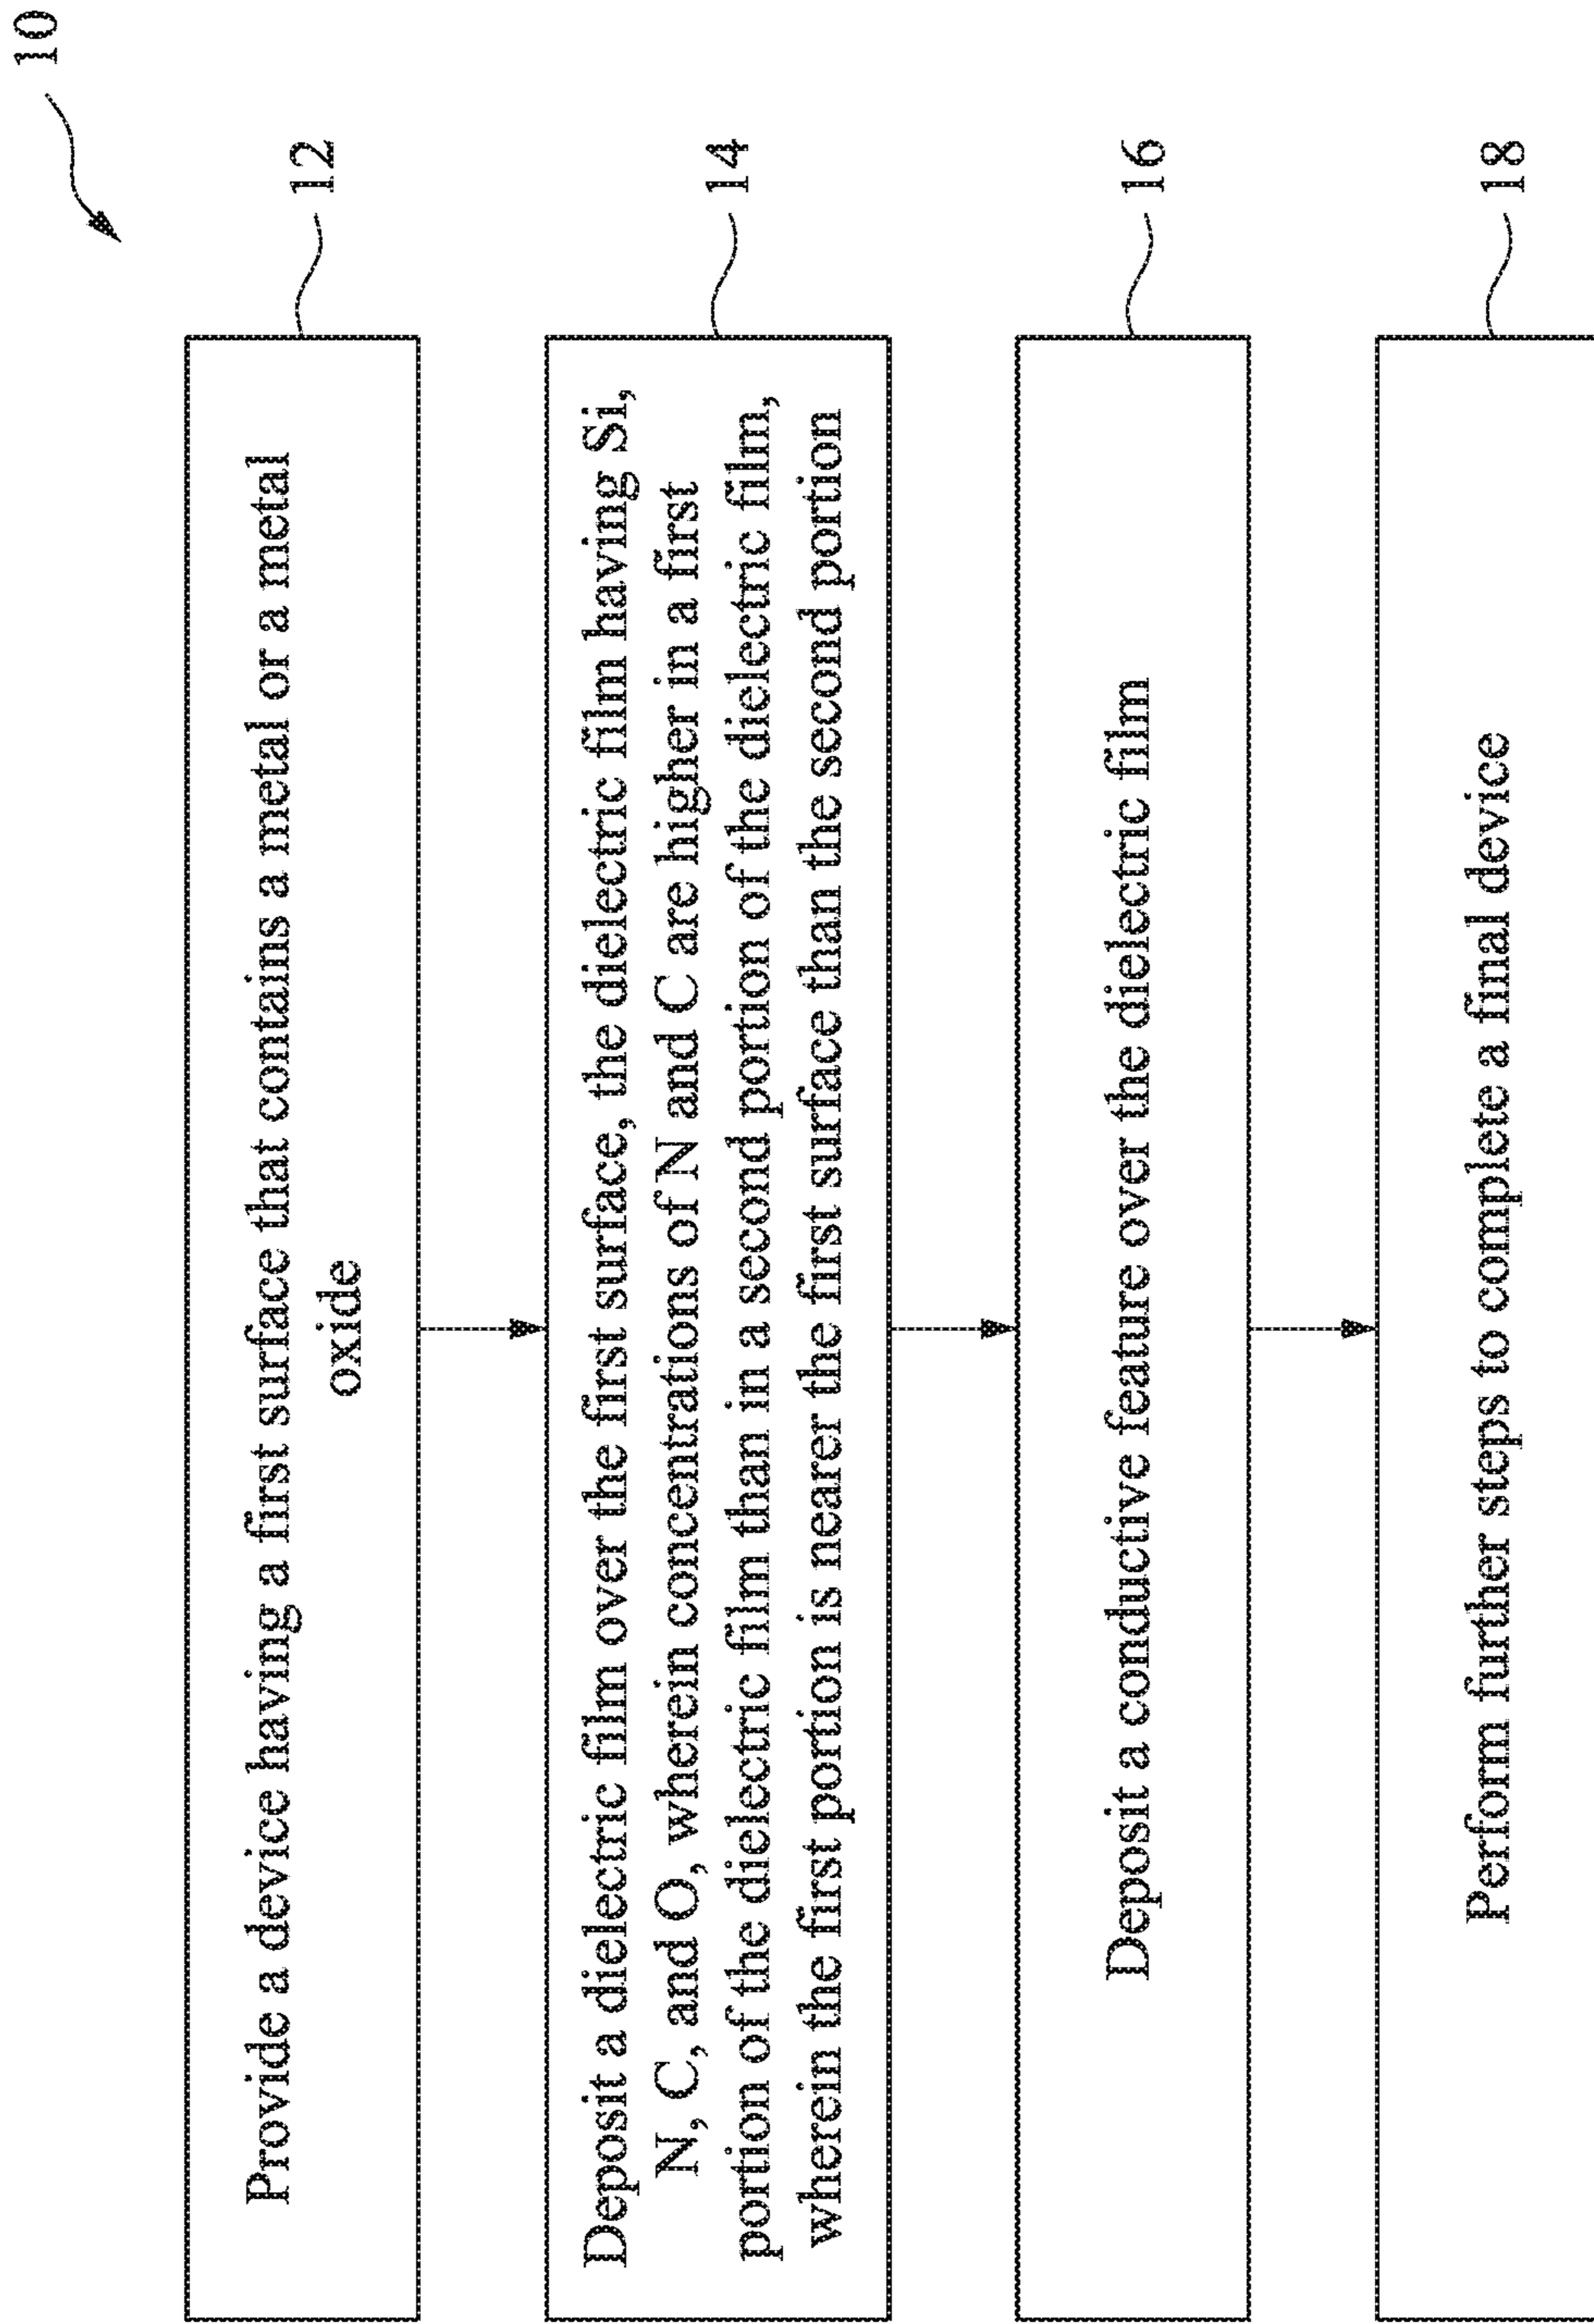 10
Provide a device having a first surface that contains a metal or a metal
oxide
12
Deposit a dielectric film over the first surface, the dielectric film having Si,
N, C, and O, wherein concentrations of N and C are higher in a first
portion of the dielectric film than in a second portion of the dielectric film,
wherein the first portion is nearer the first surface than the second portion
14
Deposit a conductive feature over the dielectric film
16
Perform further steps to complete a final device
18